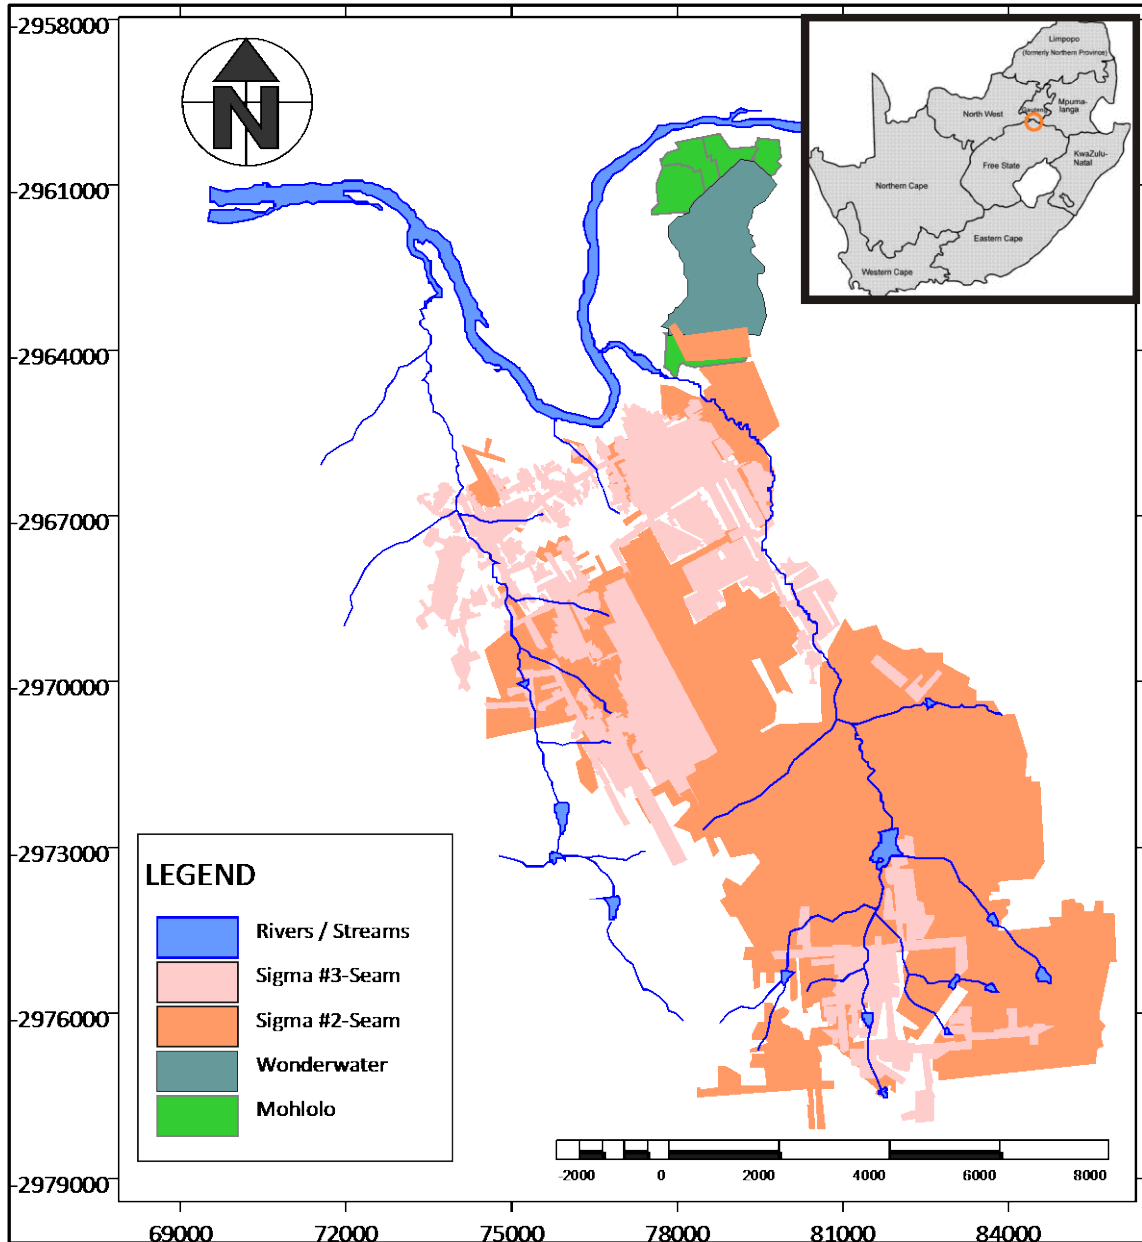 -2958000
-2961000
-2964000
-2967000
-2970000
-2973000
-2976000
-2979000
N
Limpopo
(formerly Northern Province)
North West
Gauteng
Mpuma-
langa
Free State
KwaZulu-
Natal
Northern Cape
Eastern Cape
Western Cape
LEGEND
Rivers / Streams
Sigma #3-Seam
Sigma #2-Seam
Wonderwater
Mohlolo
-2000 0 2000 4000 6000 8000
69000 72000 75000 78000 81000 84000